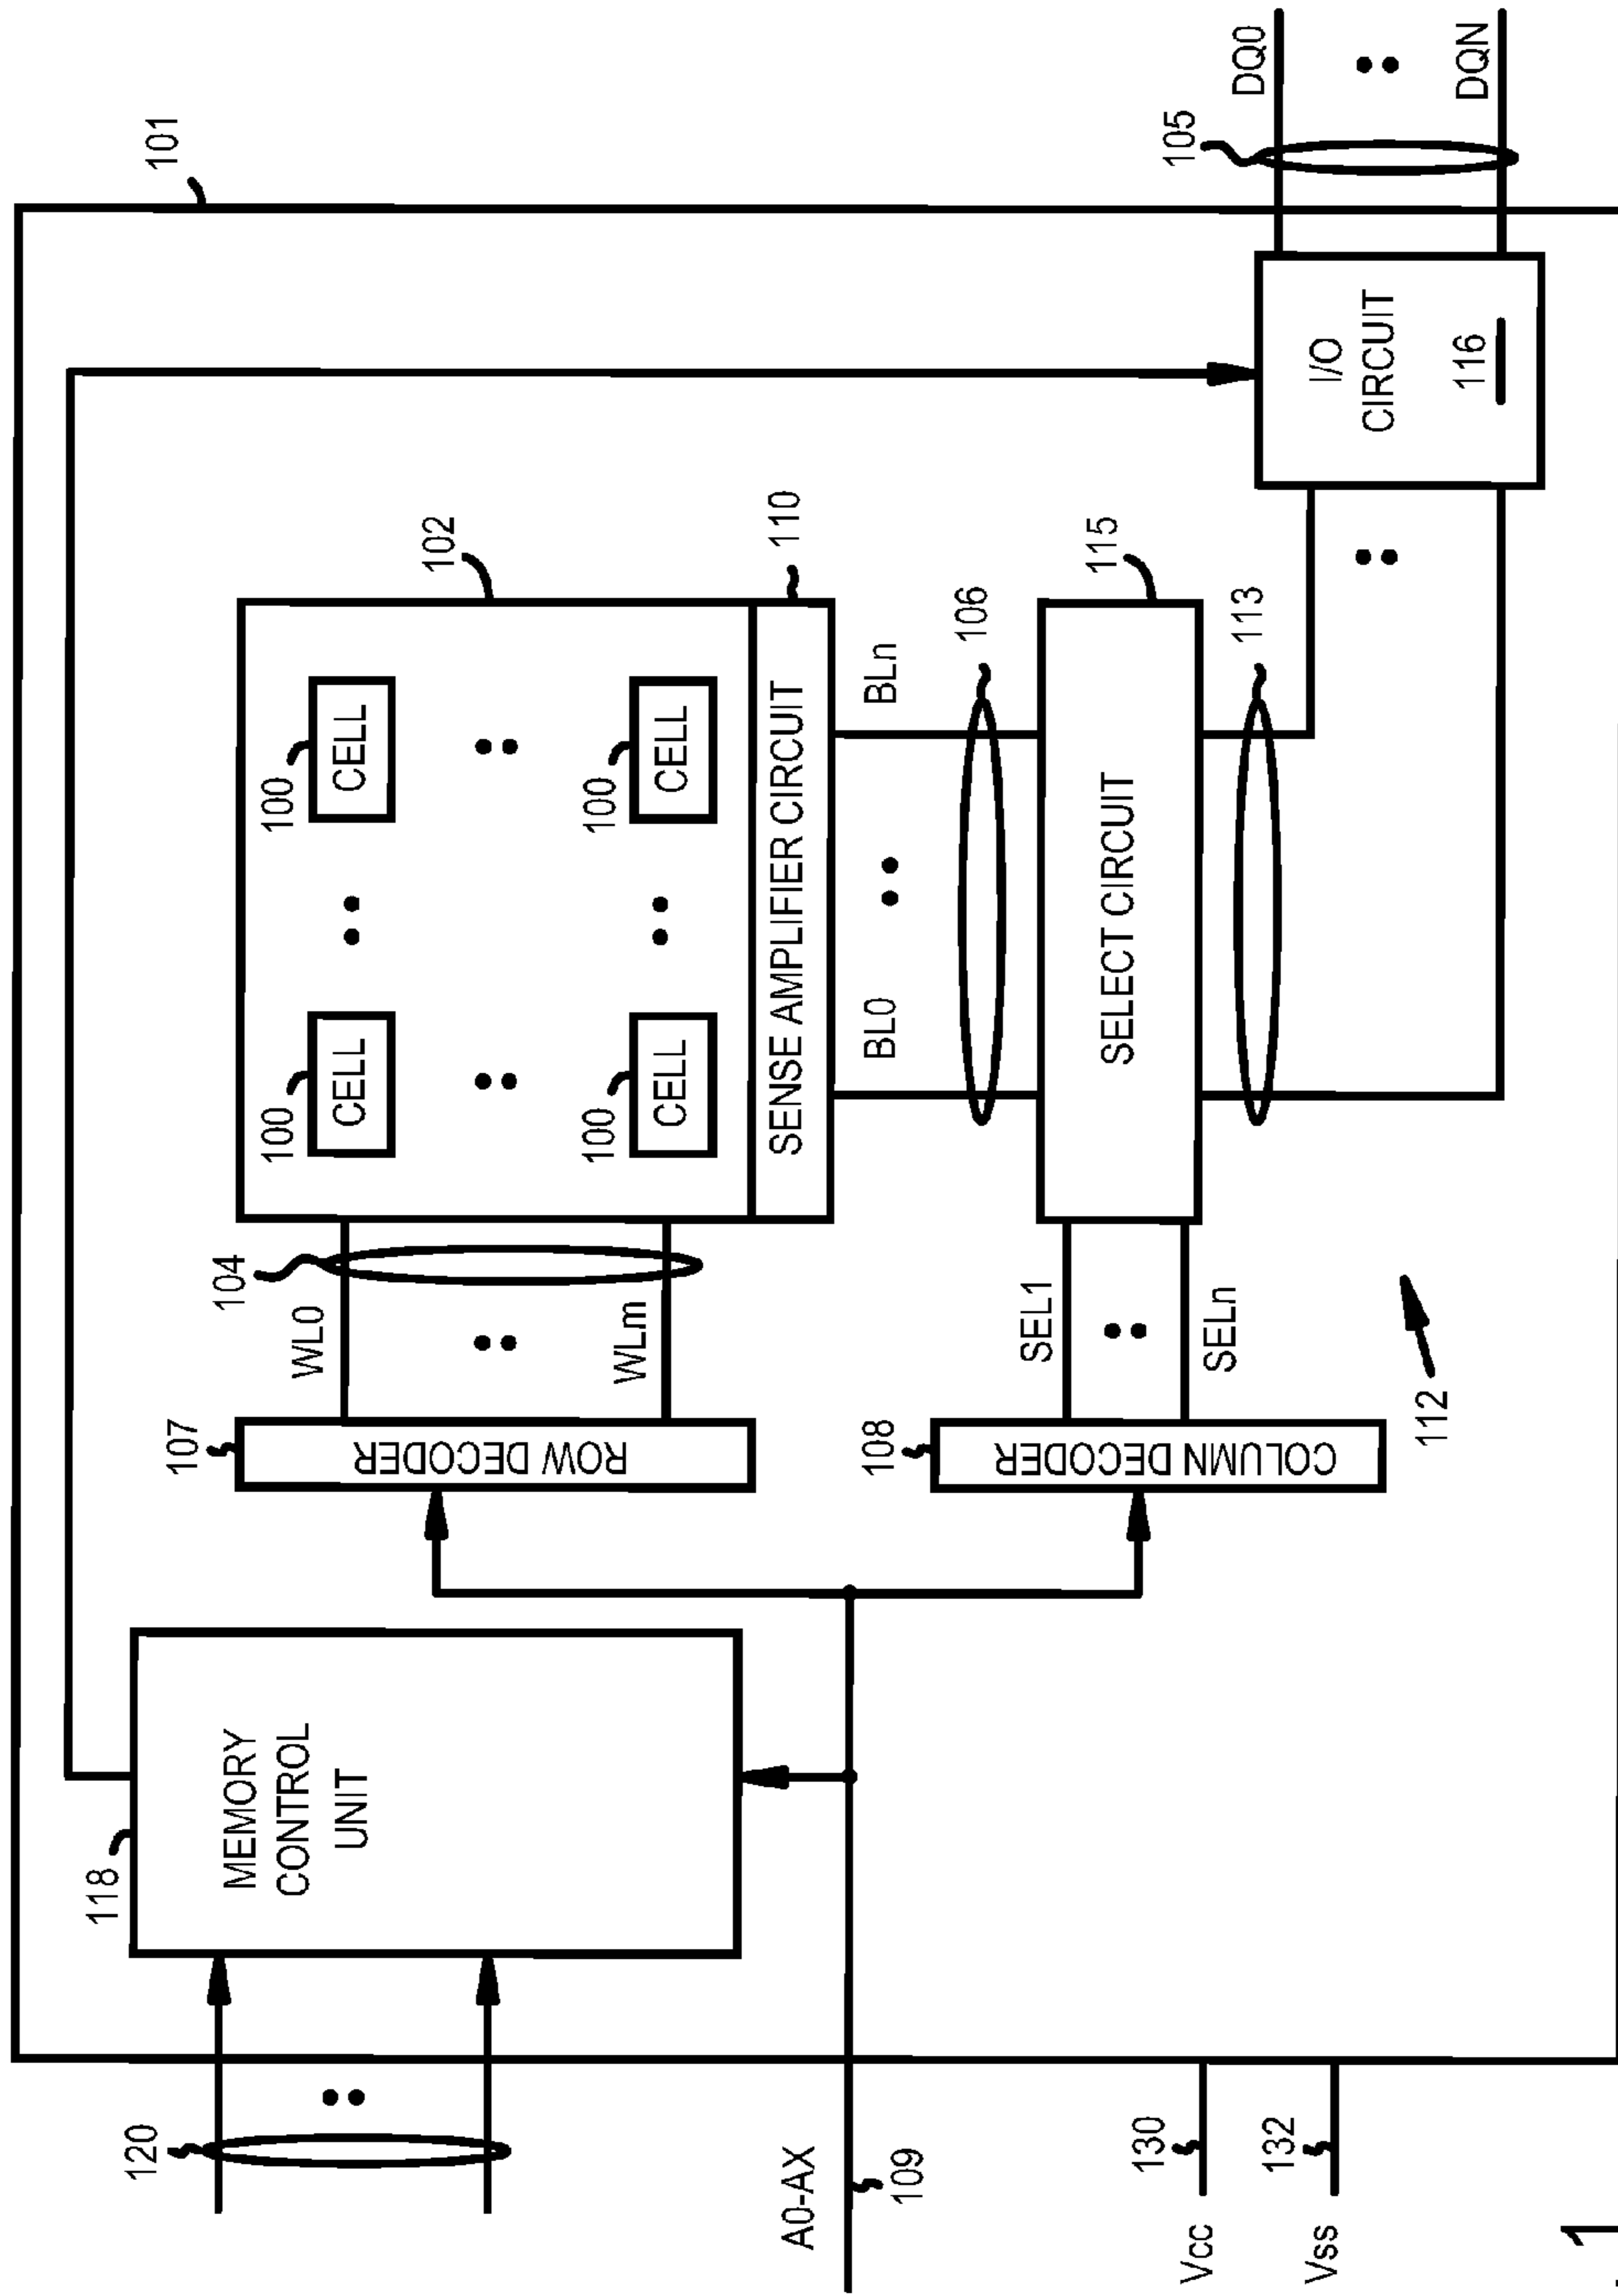 101
118
MEMORY
CONTROL
UNIT
120
107
ROW DECODER
104
WL0
WLm
102
100
CELL
100
CELL
100
CELL
100
CELL
SENSE AMPLIFIER CIRCUIT
110
A0-AX
109
BL0
BLn
106
108
COLUMN DECODER
SEL1
SELn
SELECT CIRCUIT
115
113
112
105
DQ0
DQN
I/O
CIRCUIT
116
Vcc
130
Vss
132
1